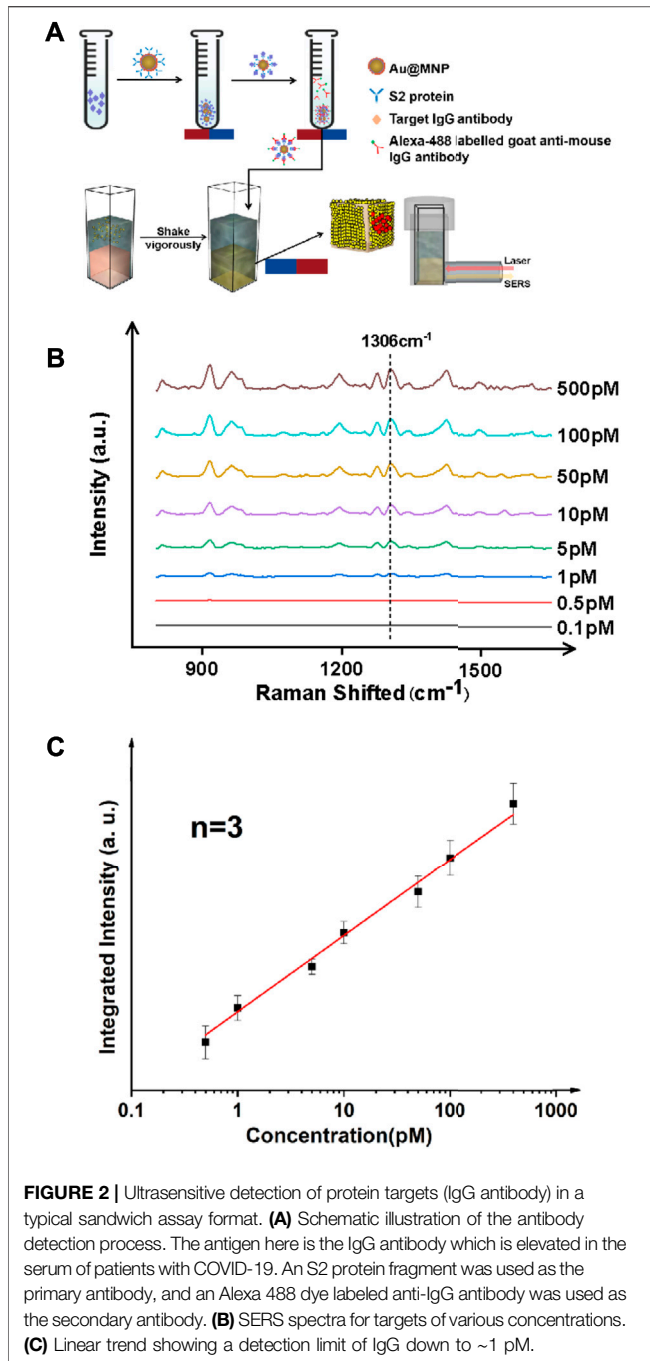 A
Au@MNP
S2 protein
Target IgG antibody
Alexa-488 labelled goat anti-mouse
IgG antibody
Shake
vigorously
Laser
SERS
B
1306cm-1
500pM
100pM
50pM
10pM
5pM
1pM
0.5pM
0.1pM
Intensity (a.u.)
900
1200
1500
Raman Shifted(cm-1)
C
n=3
Integrated Intensity (a. u.)
0.1
1
10
100
1000
Concentration(pM)
FIGURE 2 | Ultrasensitive detection of protein targets (IgG antibody) in a
typical sandwich assay format. (A) Schematic illustration of the antibody
detection process. The antigen here is the IgG antibody which is elevated in the
serum of patients with COVID-19. An S2 protein fragment was used as the
primary antibody, and an Alexa 488 dye labeled anti-IgG antibody was used as
the secondary antibody. (B) SERS spectra for targets of various concentrations.
(C) Linear trend showing a detection limit of IgG down to ~1 pM.